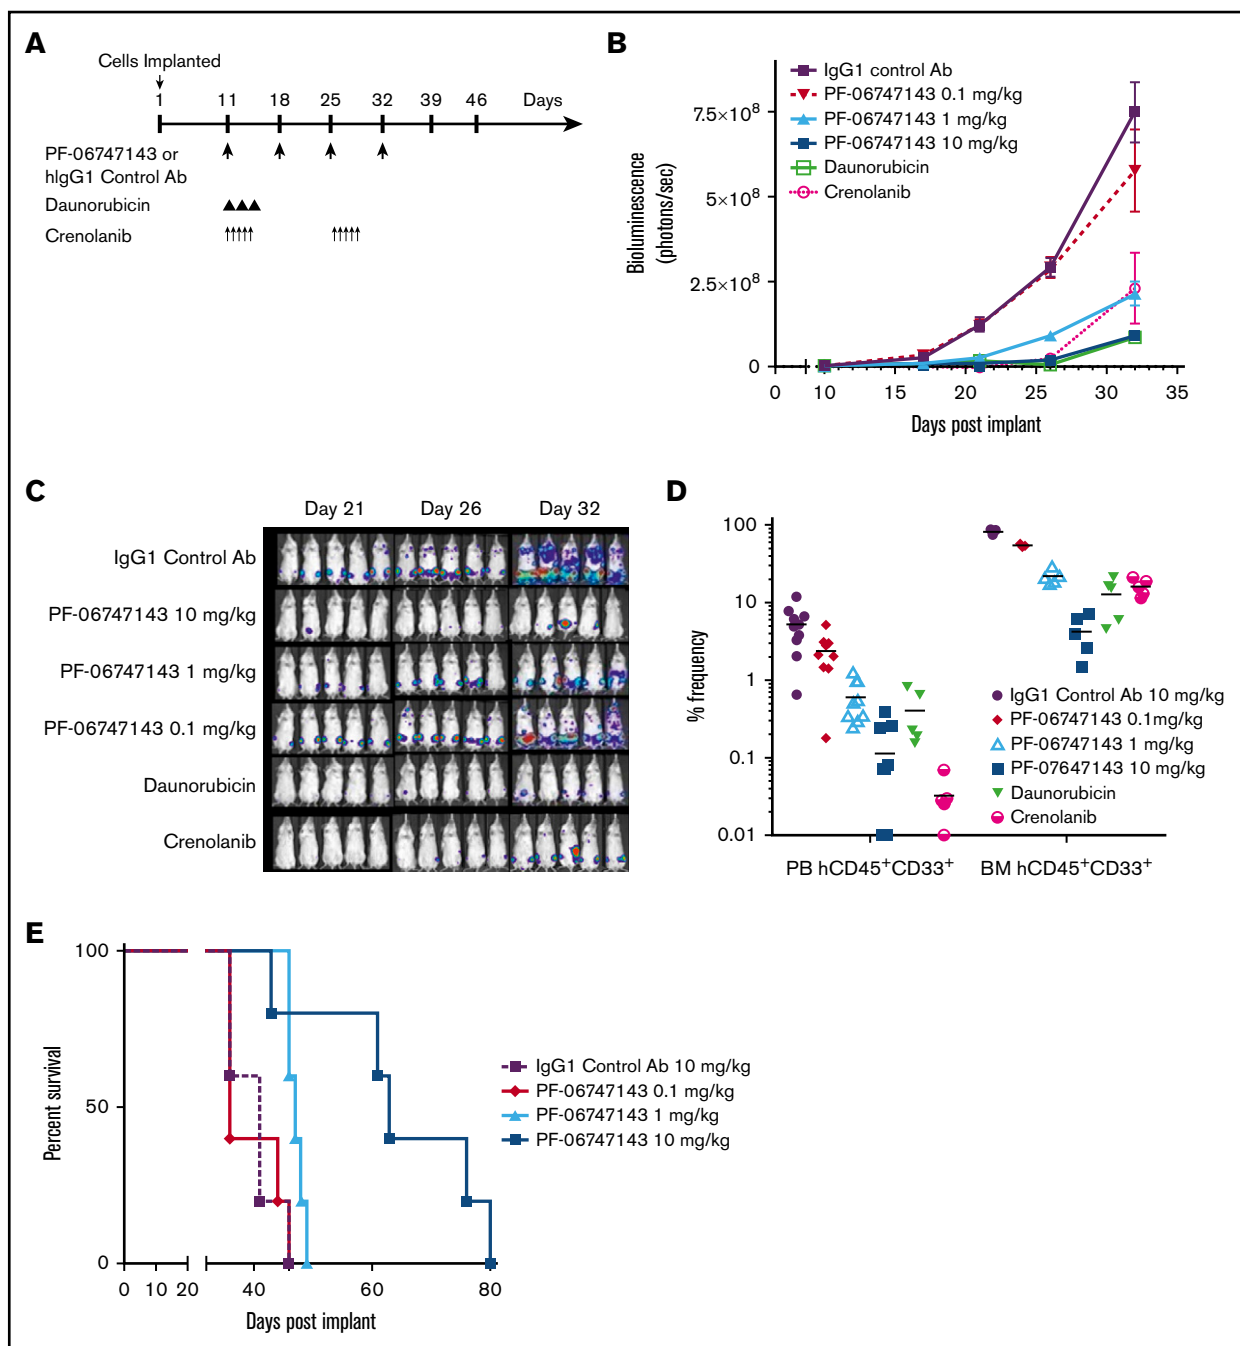 A
Cells Implanted
1 11 18 25 32 39 46 Days
PF-06747143 or
hIgG1 Control Ab
Daunorubicin
Crenolanib
B
IgG1 control Ab
PF-06747143 0.1 mg/kg
PF-06747143 1 mg/kg
PF-06747143 10 mg/kg
Daunorubicin
Crenolanib
Bioluminescence
(photons/sec)
7.5×10⁸
5×10⁸
2.5×10⁸
0
0 10 15 20 25 30 35
Days post implant
C
Day 21 Day 26 Day 32
IgG1 Control Ab
PF-06747143 10 mg/kg
PF-06747143 1 mg/kg
PF-06747143 0.1 mg/kg
Daunorubicin
Crenolanib
D
% frequency
100
10
1
0.1
0.01
IgG1 Control Ab 10 mg/kg
PF-06747143 0.1mg/kg
PF-06747143 1 mg/kg
PF-07647143 10 mg/kg
Daunorubicin
Crenolanib
PB hCD45⁺CD33⁺ BM hCD45⁺CD33⁺
E
Percent survival
100
50
0
0 10 20 40 60 80
Days post implant
IgG1 Control Ab 10 mg/kg
PF-06747143 0.1 mg/kg
PF-06747143 1 mg/kg
PF-06747143 10 mg/kg